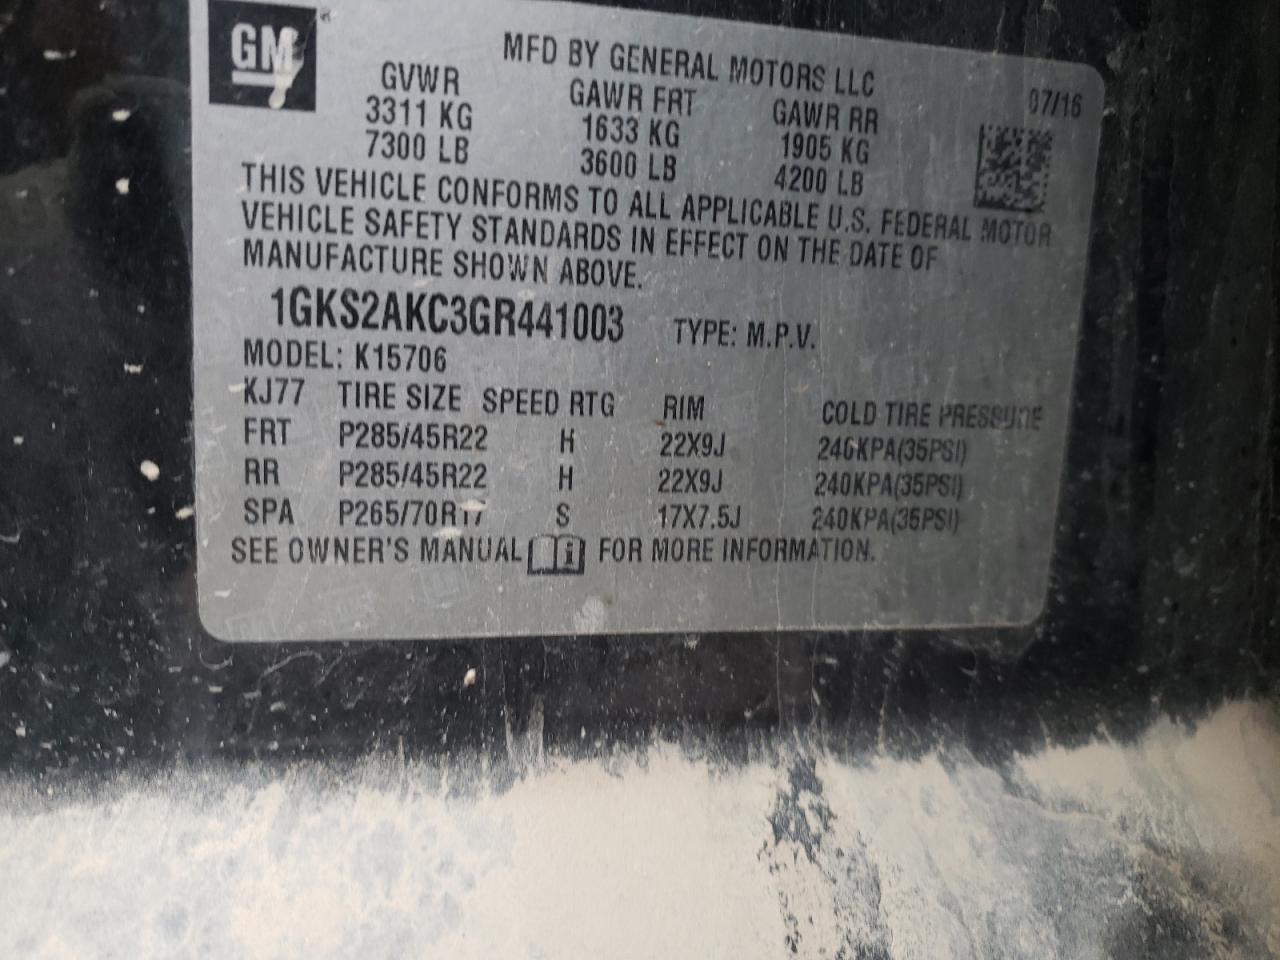 GM
MFD BY GENERAL MOTORS LLC
07/16
GVWR GAWR FRT GAWR RR
3311 KG 1633 KG 1905 KG
7300 LB 3600 LB 4200 LB
THIS VEHICLE CONFORMS TO ALL APPLICABLE U.S. FEDERAL MOTOR
VEHICLE SAFETY STANDARDS IN EFFECT ON THE DATE OF
MANUFACTURE SHOWN ABOVE.
1GKS2AKC3GR441003 TYPE: M.P.V.
MODEL: K15706
KJ77 TIRE SIZE SPEED RTG RIM COLD TIRE PRESSURE
FRT P285/45R22 H 22X9J 240KPA(35PSI)
RR P285/45R22 H 22X9J 240KPA(35PSI)
SPA P265/70R17 S 17X7.5J 240KPA(35PSI)
SEE OWNER'S MANUAL i FOR MORE INFORMATION.